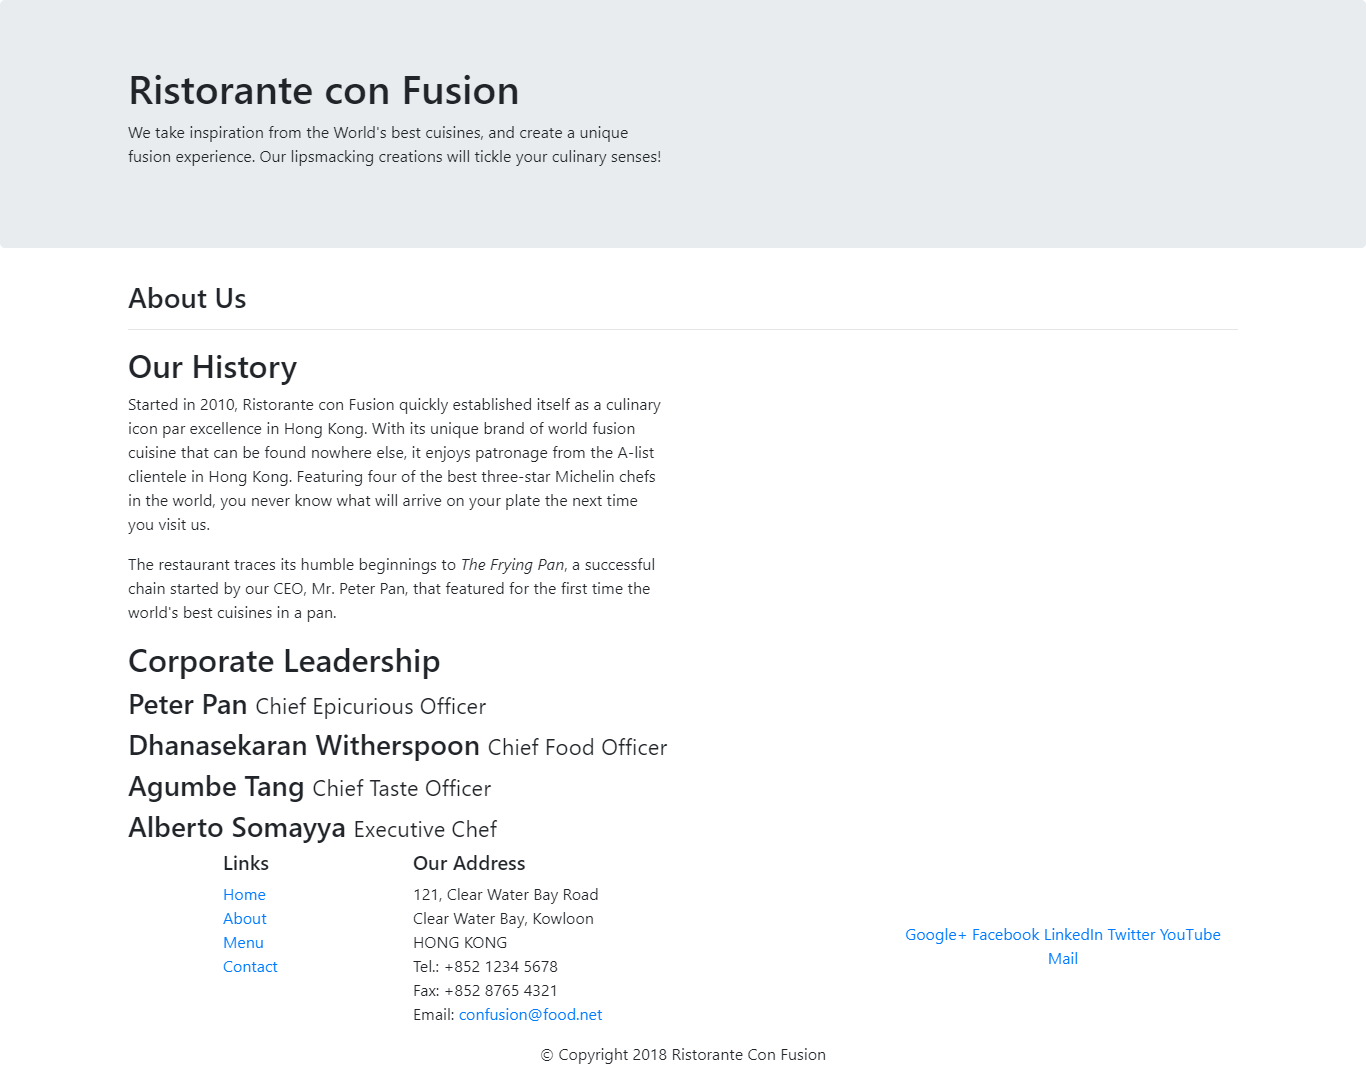 Ristorante con Fusion
We take inspiration from the World's best cuisines, and create a unique
fusion experience. Our lipsmacking creations will tickle your culinary senses!
About Us
Our History
Started in 2010, Ristorante con Fusion quickly established itself as a culinary
icon par excellence in Hong Kong. With its unique brand of world fusion
cuisine that can be found nowhere else, it enjoys patronage from the A-list
clientele in Hong Kong. Featuring four of the best three-star Michelin chefs
in the world, you never know what will arrive on your plate the next time
you visit us.
The restaurant traces its humble beginnings to The Frying Pan, a successful
chain started by our CEO, Mr. Peter Pan, that featured for the first time the
world's best cuisines in a pan.
Corporate Leadership
Peter Pan Chief Epicurious Officer
Dhanasekaran Witherspoon Chief Food Officer
Agumbe Tang Chief Taste Officer
Alberto Somayya Executive Chef
Links
Home
About
Menu
Contact
Our Address
121, Clear Water Bay Road
Clear Water Bay, Kowloon
HONG KONG
Tel.: +852 1234 5678
Fax: +852 8765 4321
Email: confusion@food.net
Google+ Facebook LinkedIn Twitter YouTube
Mail
© Copyright 2018 Ristorante Con Fusion